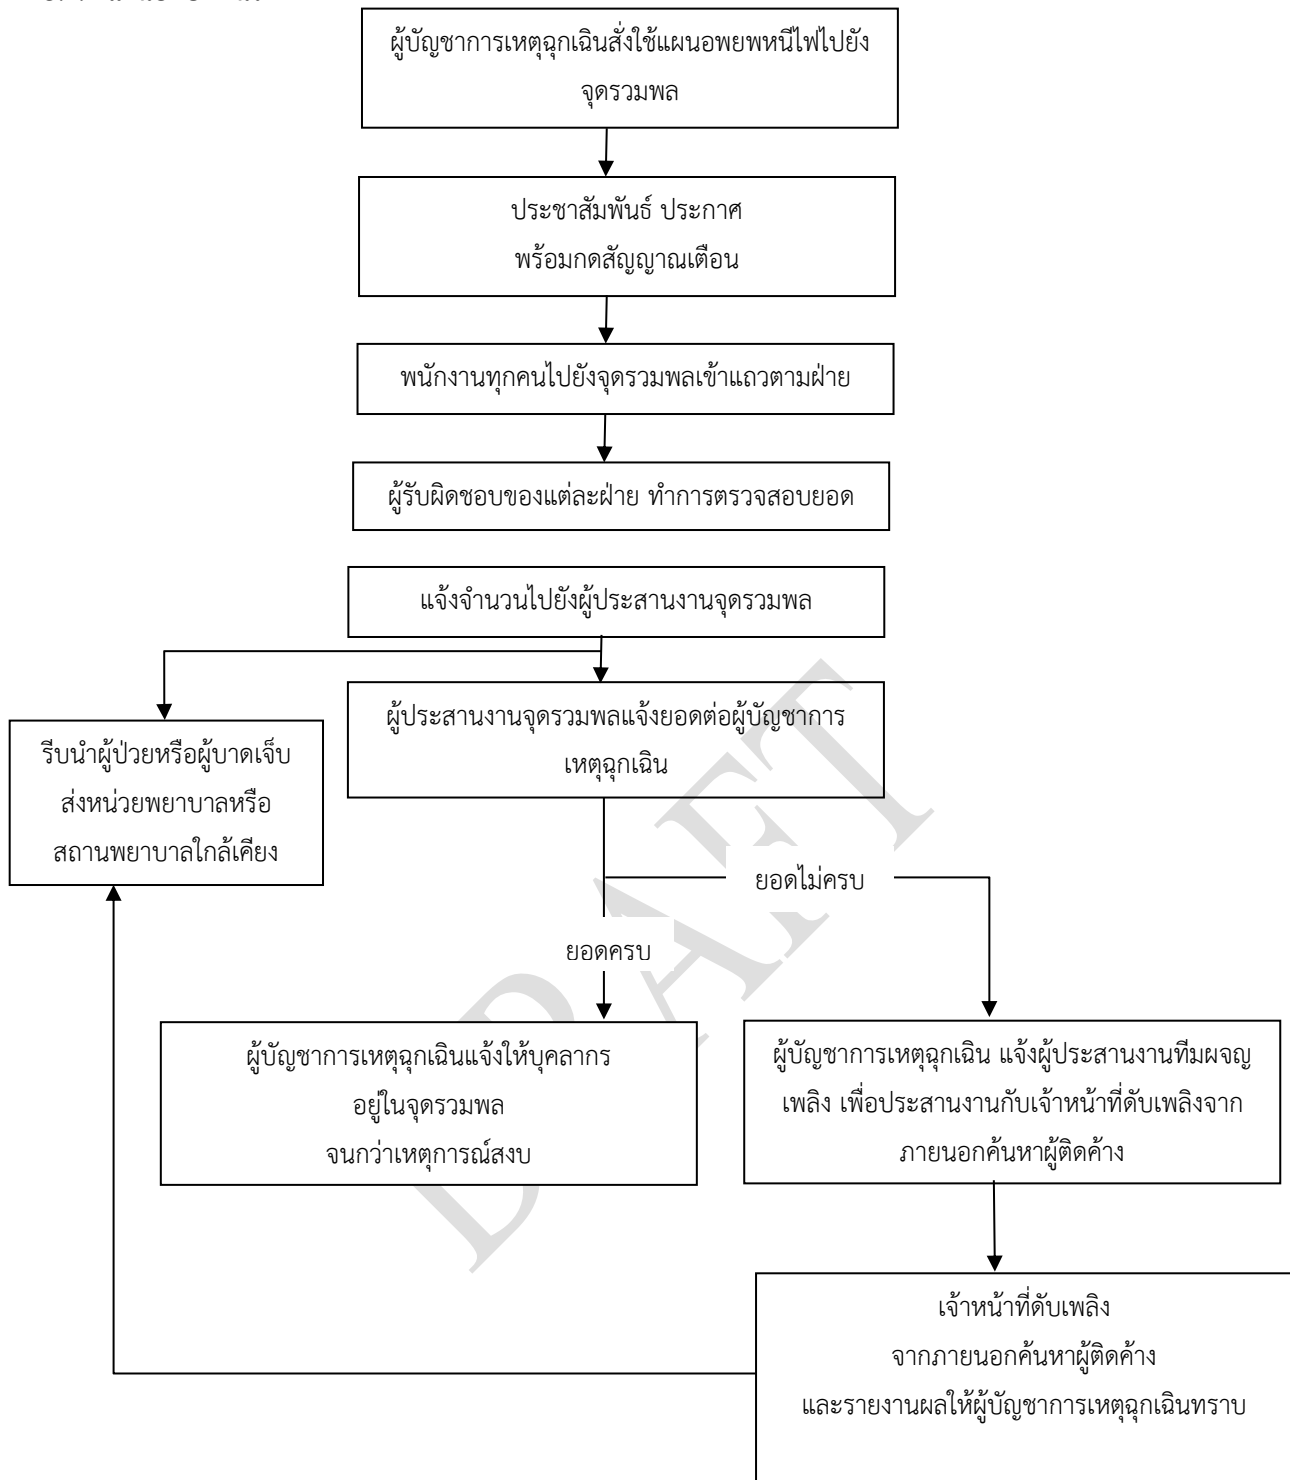 ผู้บัญชาการเหตุฉุกเฉินสั่งใช้แผนอพยพหนีไฟไปยัง
จุดรวมพล
ประชาสัมพันธ์ ประกาศ
พร้อมกดสัญญาณเตือน
พนักงานทุกคนไปยังจุดรวมพลเข้าแถวตามฝ่าย
ผู้รับผิดชอบของแต่ละฝ่าย ทำการตรวจสอบยอด
แจ้งจำนวนไปยังผู้ประสานงานจุดรวมพล
ผู้ประสานงานจุดรวมพลแจ้งยอดต่อผู้บัญชาการ
เหตุฉุกเฉิน
รีบนำผู้ป่วยหรือผู้บาดเจ็บ
ส่งหน่วยพยาบาลหรือ
สถานพยาบาลใกล้เคียง
ยอดไม่ครบ
ยอดครบ
ผู้บัญชาการเหตุฉุกเฉินแจ้งให้บุคลากร
อยู่ในจุดรวมพล
จนกว่าเหตุการณ์สงบ
ผู้บัญชาการเหตุฉุกเฉิน แจ้งผู้ประสานงานทีมผจญ
เพลิง เพื่อประสานงานกับเจ้าหน้าที่ดับเพลิงจาก
ภายนอกค้นหาผู้ติดค้าง
เจ้าหน้าที่ดับเพลิง
จากภายนอกค้นหาผู้ติดค้าง
และรายงานผลให้ผู้บัญชาการเหตุฉุกเฉินทราบ
DRAFT